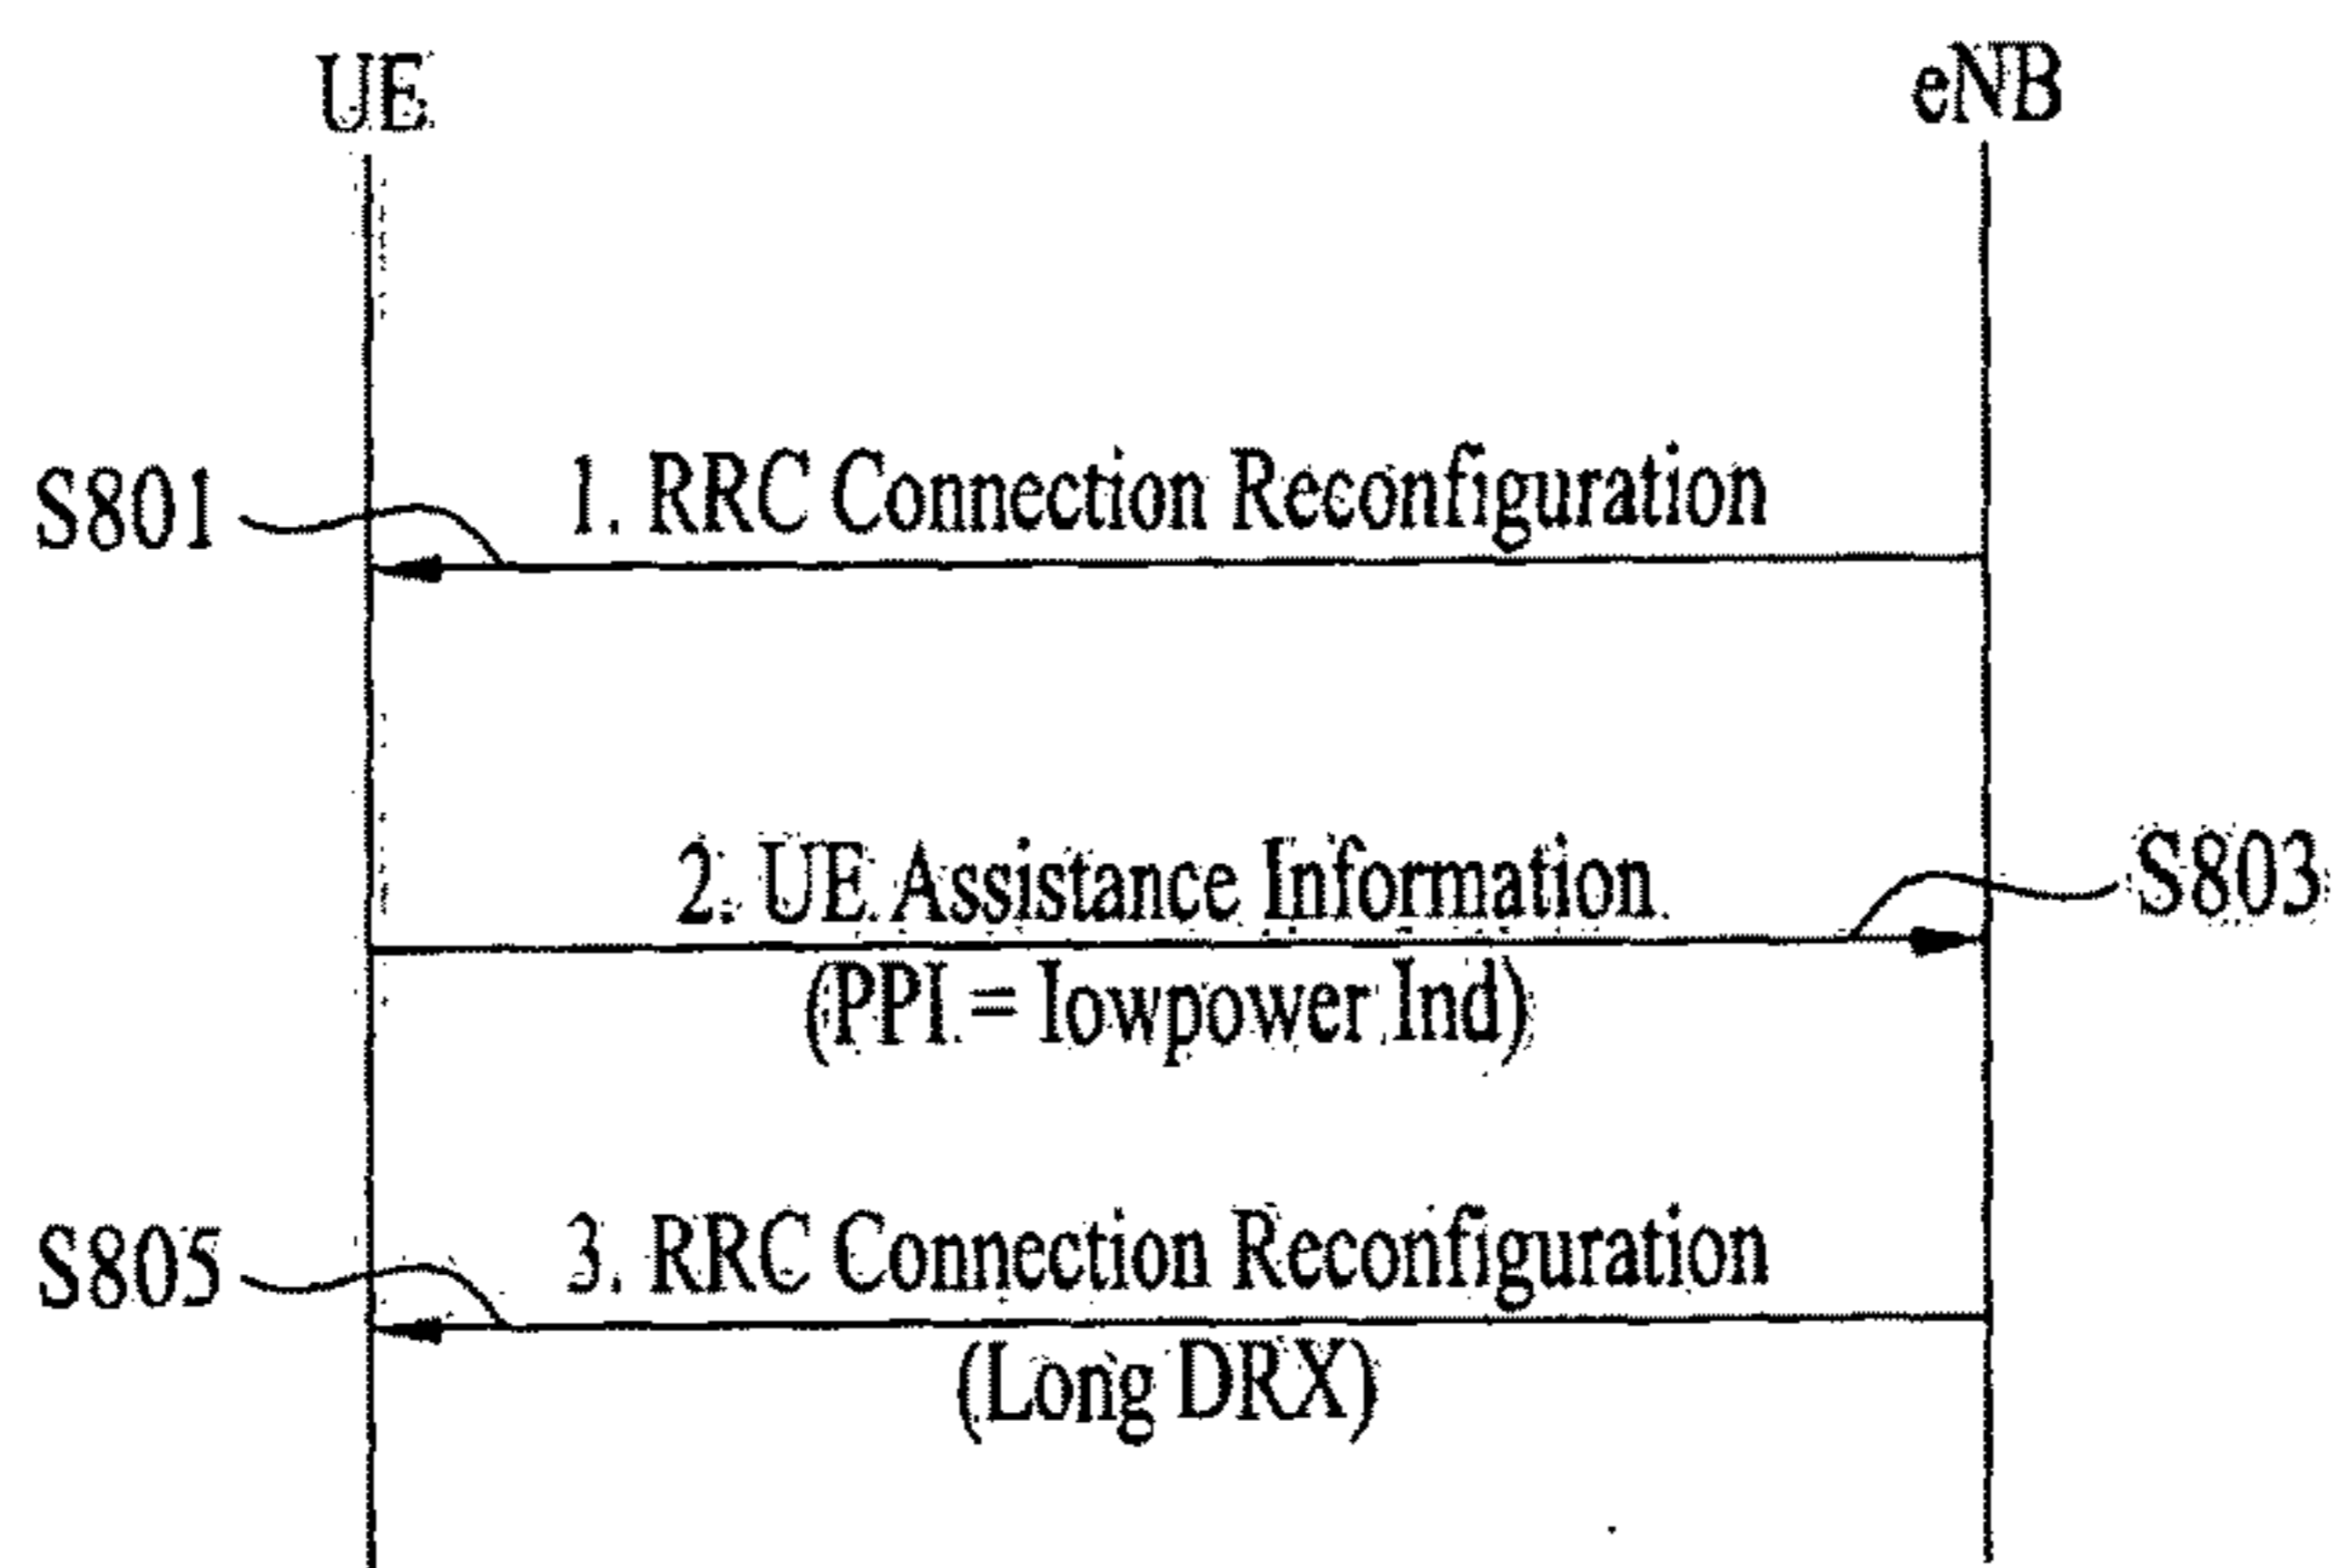 UE
eNB
S801
1. RRC Connection Reconfiguration
2. UE Assistance Information
S803
(PPI = lowpower Ind)
S805
3. RRC Connection Reconfiguration
(Long DRX)